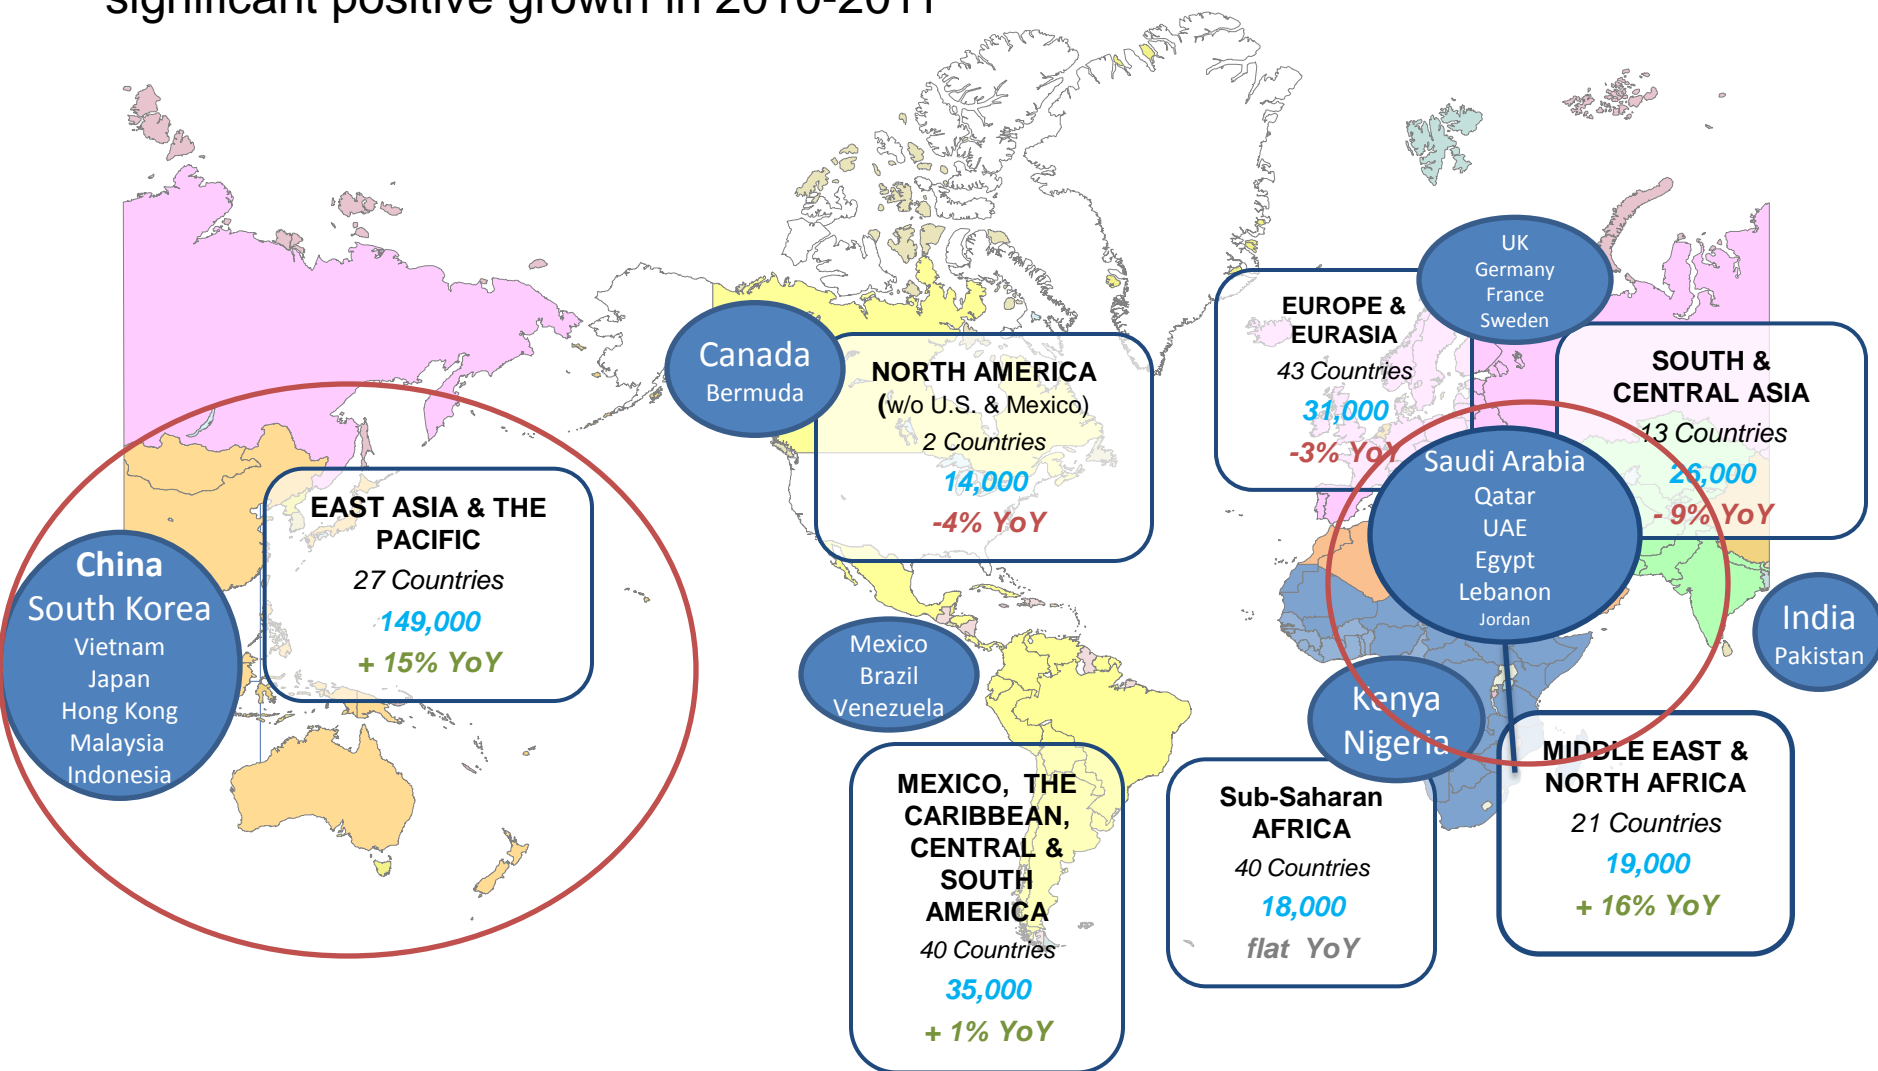 significant positive growth in 2010-2011
UK
Germany
France
Sweden
EUROPE &
EURASIA
43 Countries
31,000
-3% YoY
SOUTH &
CENTRAL ASIA
13 Countries
26,000
- 9% YoY
Canada
Bermuda
NORTH AMERICA
(w/o U.S. & Mexico)
2 Countries
14,000
-4% YoY
Saudi Arabia
Qatar
UAE
Egypt
Lebanon
Jordan
EAST ASIA & THE
PACIFIC
27 Countries
149,000
+ 15% YoY
China
South Korea
Vietnam
Japan
Hong Kong
Malaysia
Indonesia
India
Pakistan
Mexico
Brazil
Venezuela
Kenya
Nigeria
MEXICO, THE
CARIBBEAN,
CENTRAL &
SOUTH
AMERICA
40 Countries
35,000
+ 1% YoY
Sub-Saharan
AFRICA
40 Countries
18,000
flat YoY
MIDDLE EAST &
NORTH AFRICA
21 Countries
19,000
+ 16% YoY